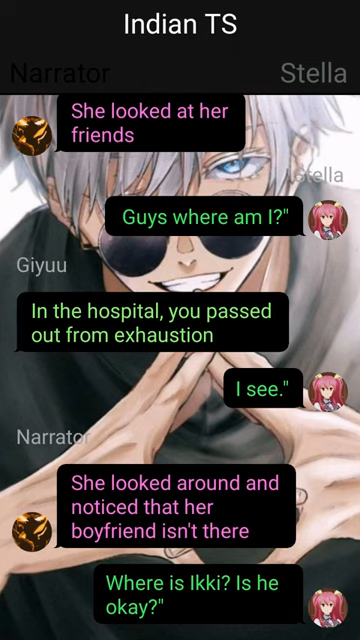 Indian TS
Narrator
Stella
She looked at her
friends
Stella
Guys where am I?"
Giyuu
In the hospital, you passed
out from exhaustion
I see."
Narrator
She looked around and
noticed that her
boyfriend isn't there
Where is Ikki? Is he
okay?"